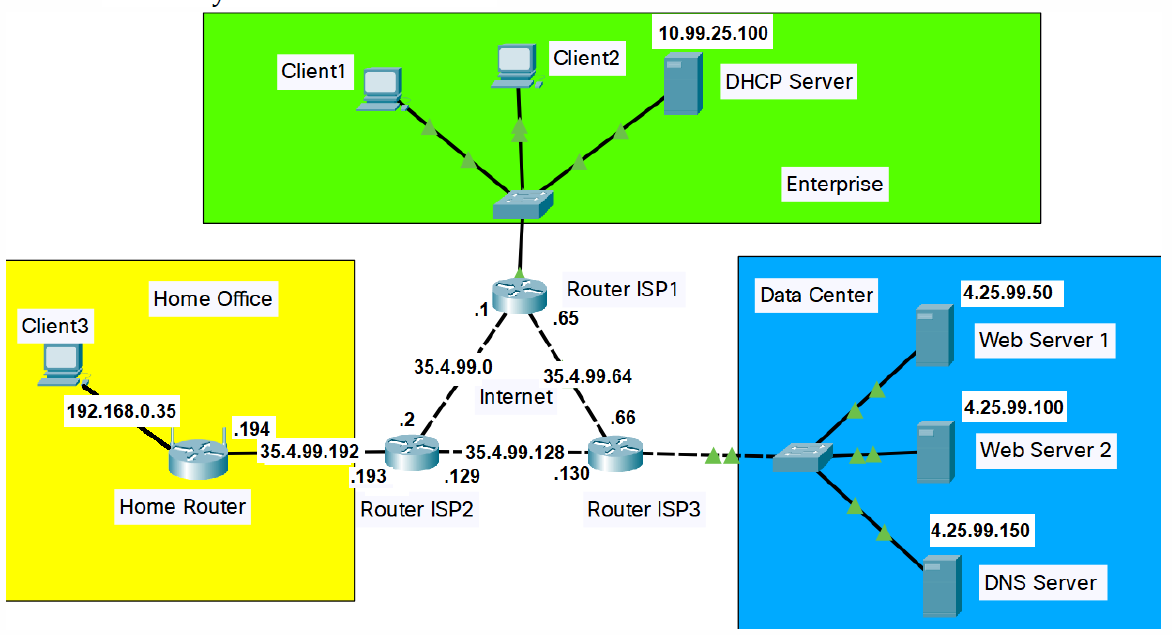 10.99.25.100
Client1
Client2
DHCP Server
Enterprise
Home Office
Client3
192.168.0.35
.194
35.4.99.192
.193
Home Router
Router ISP1
.1
.65
35.4.99.0
35.4.99.64
Internet
.2
.66
35.4.99.128
.129
.130
Router ISP2
Router ISP3
Data Center
4.25.99.50
Web Server 1
4.25.99.100
Web Server 2
4.25.99.150
DNS Server